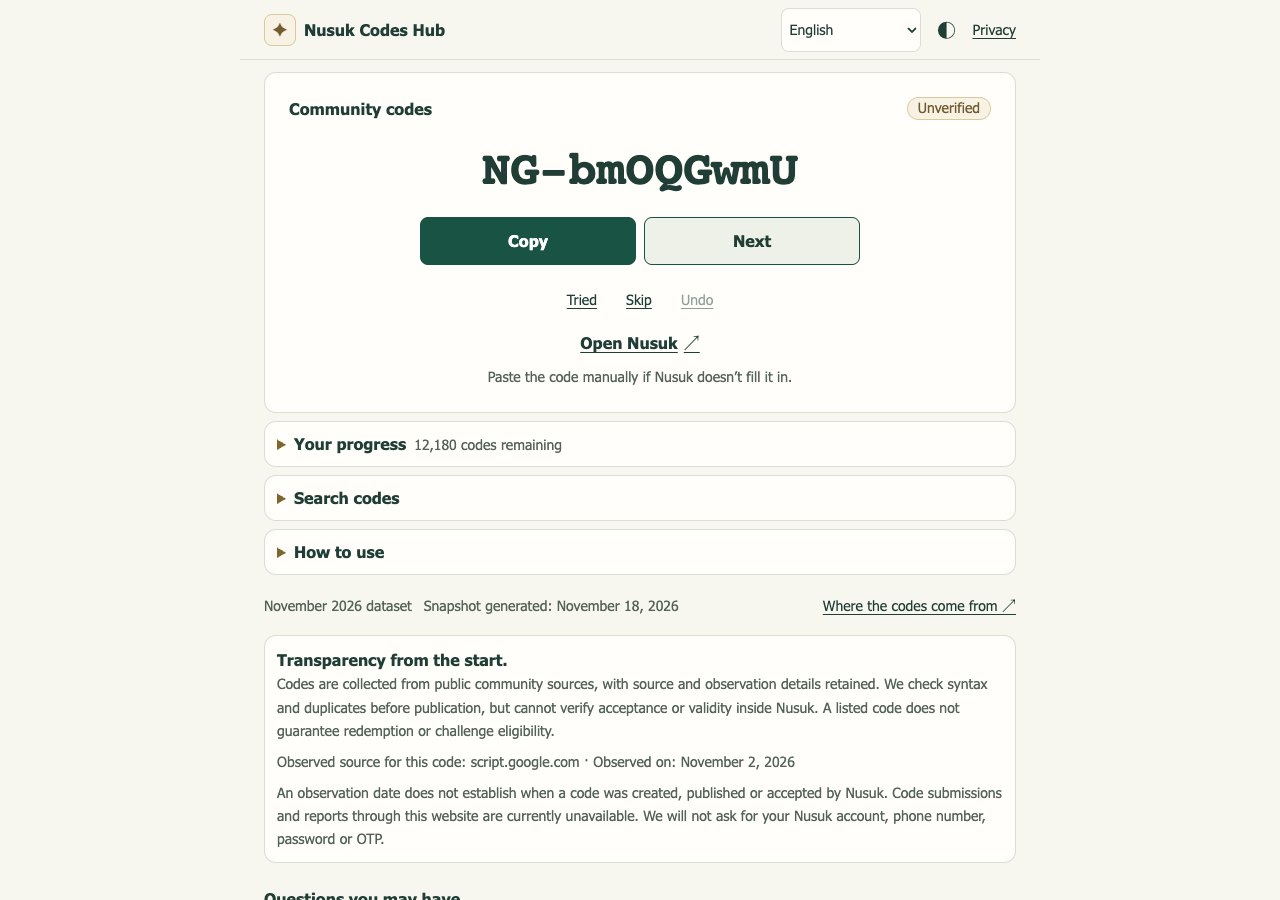 Nusuk Codes Hub
English
Privacy
Community codes
Unverified
NG-bmOQGwmU
Copy
Next
Tried
Skip
Undo
Open Nusuk ↗
Paste the code manually if Nusuk doesn’t fill it in.
Your progress 12,180 codes remaining
Search codes
How to use
November 2026 dataset Snapshot generated: November 18, 2026
Where the codes come from ↗
Transparency from the start.
Codes are collected from public community sources, with source and observation details retained. We check syntax
and duplicates before publication, but cannot verify acceptance or validity inside Nusuk. A listed code does not
guarantee redemption or challenge eligibility.
Observed source for this code: script.google.com · Observed on: November 2, 2026
An observation date does not establish when a code was created, published or accepted by Nusuk. Code submissions
and reports through this website are currently unavailable. We will not ask for your Nusuk account, phone number,
password or OTP.
Questions you may have